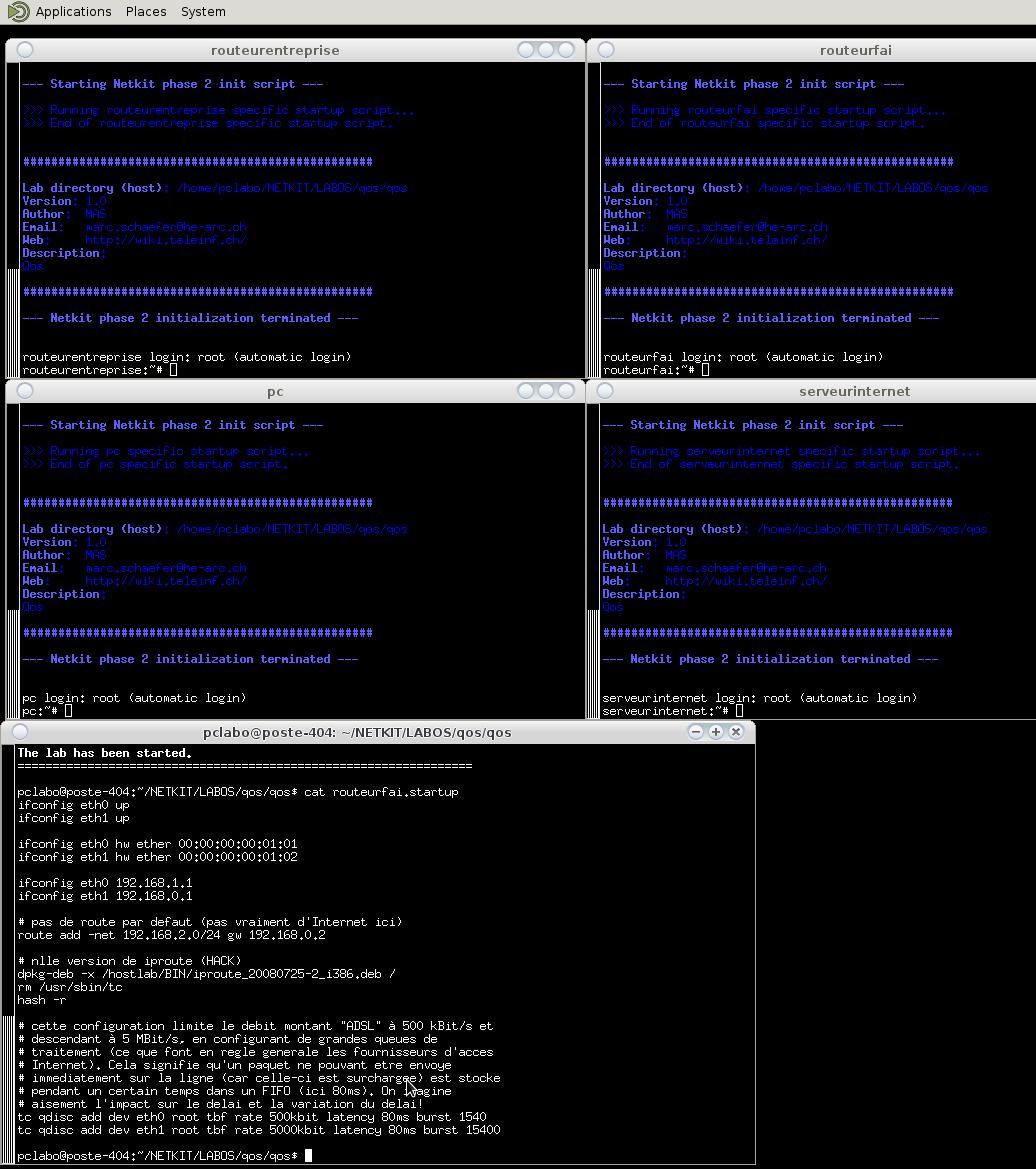 Applications Places System
routeurentreprise
--- Starting Netkit phase 2 init script ---
>>> Running routeurentreprise specific startup script...
>>> End of routeurentreprise specific startup script.
##################################################
Lab directory (host): /home/pclabo/NETKIT/LABOS/qos/qos
Version: 1.0
Author: MAS
Email: marc.schaefer@he-arc.ch
Web: http://wiki.teleinf.ch/
Description:
Qos
##################################################
--- Netkit phase 2 initialization terminated ---
routeurentreprise login: root (automatic login)
routeurentreprise:~#
routeurfai
--- Starting Netkit phase 2 init script ---
>>> Running routeurfai specific startup script...
>>> End of routeurfai specific startup script.
##################################################
Lab directory (host): /home/pclabo/NETKIT/LABOS/qos/qos
Version: 1.0
Author: MAS
Email: marc.schaefer@he-arc.ch
Web: http://wiki.teleinf.ch/
Description:
Qos
##################################################
--- Netkit phase 2 initialization terminated ---
routeurfai login: root (automatic login)
routeurfai:~#
pc
--- Starting Netkit phase 2 init script ---
>>> Running pc specific startup script...
>>> End of pc specific startup script.
##################################################
Lab directory (host): /home/pclabo/NETKIT/LABOS/qos/qos
Version: 1.0
Author: MAS
Email: marc.schaefer@he-arc.ch
Web: http://wiki.teleinf.ch/
Description:
Qos
##################################################
--- Netkit phase 2 initialization terminated ---
pc login: root (automatic login)
pc:~#
serveurinternet
--- Starting Netkit phase 2 init script ---
>>> Running serveurinternet specific startup script...
>>> End of serveurinternet specific startup script.
##################################################
Lab directory (host): /home/pclabo/NETKIT/LABOS/qos/qos
Version: 1.0
Author: MAS
Email: marc.schaefer@he-arc.ch
Web: http://wiki.teleinf.ch/
Description:
Qos
##################################################
--- Netkit phase 2 initialization terminated ---
serveurinternet login: root (automatic login)
serveurinternet:~#
pclabo@poste-404: ~/NETKIT/LABOS/qos/qos
The lab has been started.
=================================================================
pclabo@poste-404:~/NETKIT/LABOS/qos/qos$ cat routeurfai.startup
ifconfig eth0 up
ifconfig eth1 up
ifconfig eth0 hw ether 00:00:00:00:01:01
ifconfig eth1 hw ether 00:00:00:00:01:02
ifconfig eth0 192.168.1.1
ifconfig eth1 192.168.0.1
# pas de route par defaut (pas vraiment d'Internet ici)
route add -net 192.168.2.0/24 gw 192.168.0.2
# nlle version de iproute (HACK)
dpkg-deb -x /hostlab/BIN/iproute_20080725-2_i386.deb /
rm /usr/sbin/tc
hash -r
# cette configuration limite le debit montant "ADSL" à 500 kBit/s et
# descendant à 5 MBit/s, en configurant de grandes queues de
# traitement (ce que font en regle generale les fournisseurs d'acces
# Internet). Cela signifie qu'un paquet ne pouvant etre envoye
# immediatement sur la ligne (car celle-ci est surchargee) est stocke
# pendant un certain temps dans un FIFO (ici 80ms). On imagine
# aisement l'impact sur le delai et la variation du delai!
tc qdisc add dev eth0 root tbf rate 500kbit latency 80ms burst 1540
tc qdisc add dev eth1 root tbf rate 5000kbit latency 80ms burst 15400
pclabo@poste-404:~/NETKIT/LABOS/qos/qos$